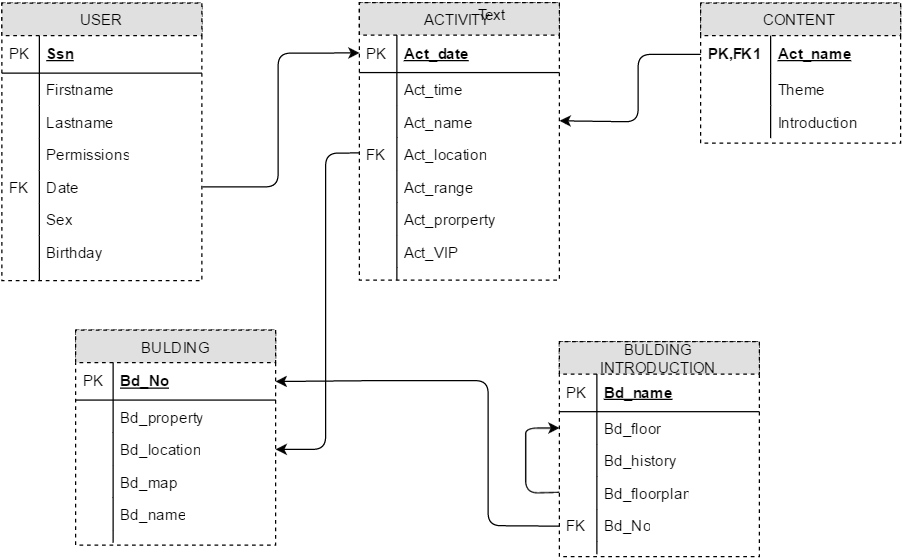 USER
PK Ssn
Firstname
Lastname
Permissions
FK Date
Sex
Birthday
ACTIVITY
Text
PK Act_date
Act_time
Act_name
FK Act_location
Act_range
Act_prorperty
Act_VIP
CONTENT
PK,FK1 Act_name
Theme
Introduction
BULDING
PK Bd_No
Bd_property
Bd_location
Bd_map
Bd_name
BULDING
INTRODUCTION
PK Bd_name
Bd_floor
Bd_history
Bd_floorplan
FK Bd_No